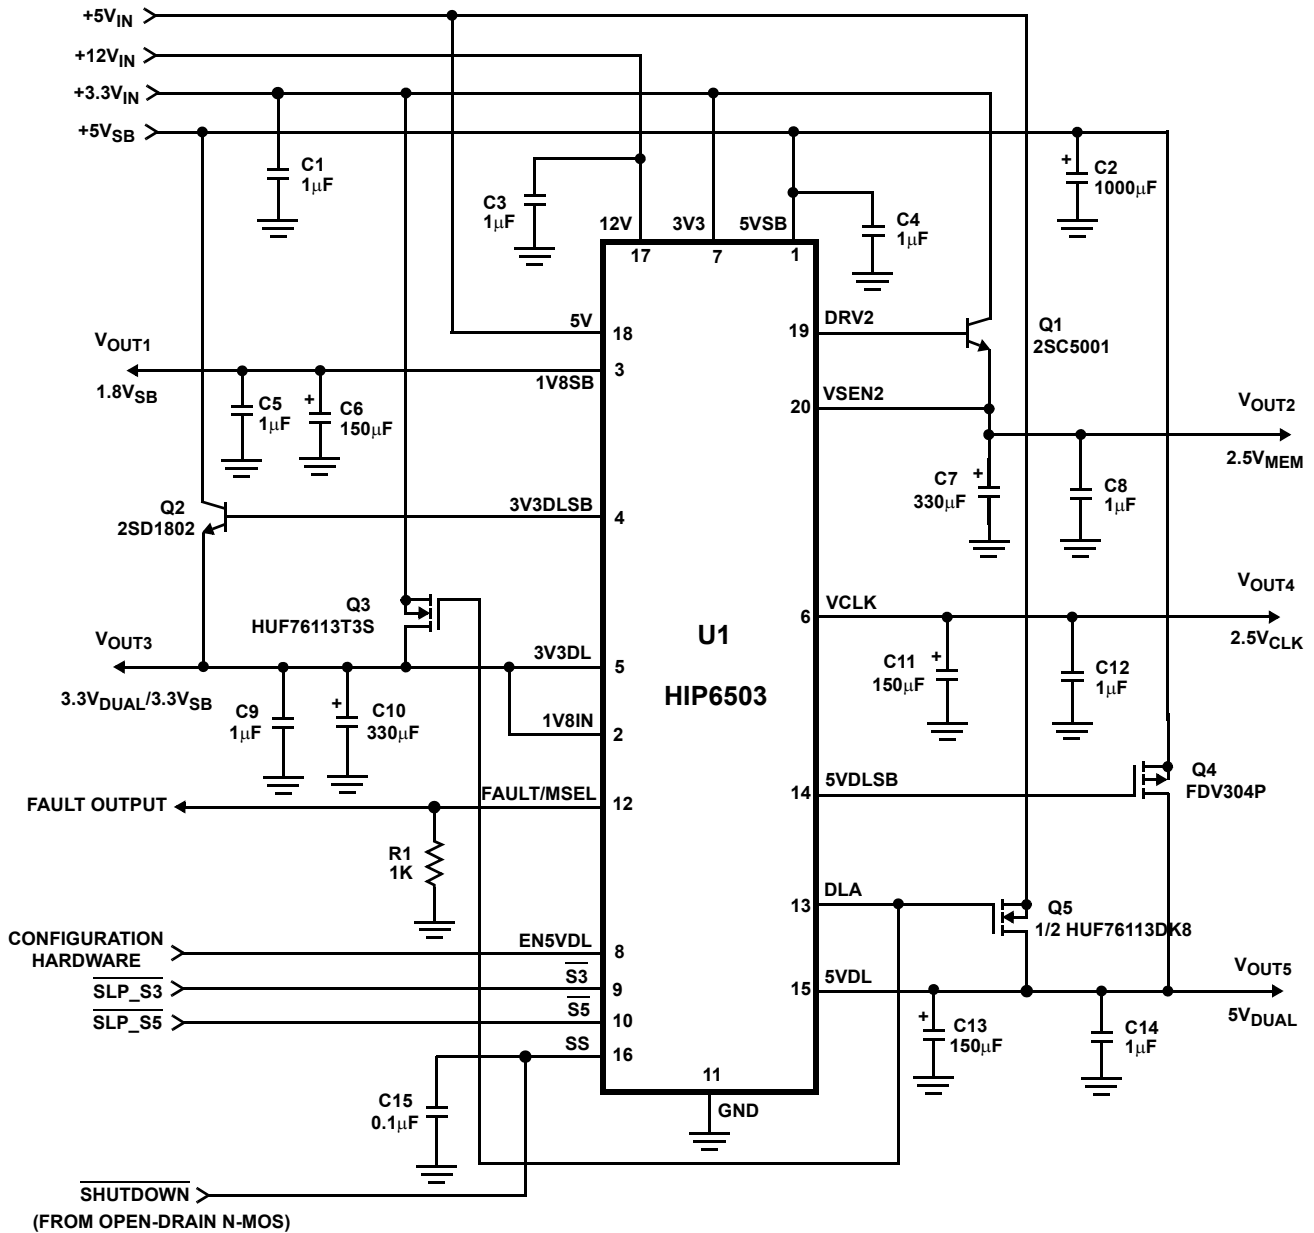 +5VIN
+12VIN
+3.3VIN
+5VSB
C1
1μF
C3
1μF
12V
3V3
5VSB
17
7
1
C4
1μF
C2
1000μF
5V
18
DRV2
19
Q1
2SC5001
VOUT1
1.8VSB
1V8SB
3
C5
1μF
C6
150μF
VSEN2
20
VOUT2
2.5VMEM
C7
330μF
C8
1μF
Q2
2SD1802
3V3DLSB
4
Q3
HUF76113T3S
U1
HIP6503
VCLK
6
VOUT4
2.5VCLK
C11
150μF
C12
1μF
VOUT3
3.3VDUAL/3.3VSB
3V3DL
5
C9
1μF
C10
330μF
1V8IN
2
5VDLSB
14
Q4
FDV304P
FAULT OUTPUT
FAULT/MSEL
12
R1
1K
DLA
13
Q5
1/2 HUF76113DK8
CONFIGURATION
HARDWARE
EN5VDL
8
SLP_S3
S3
9
SLP_S5
S5
10
SS
16
5VDL
15
VOUT5
5VDUAL
C13
150μF
C14
1μF
C15
0.1μF
11
GND
SHUTDOWN
(FROM OPEN-DRAIN N-MOS)